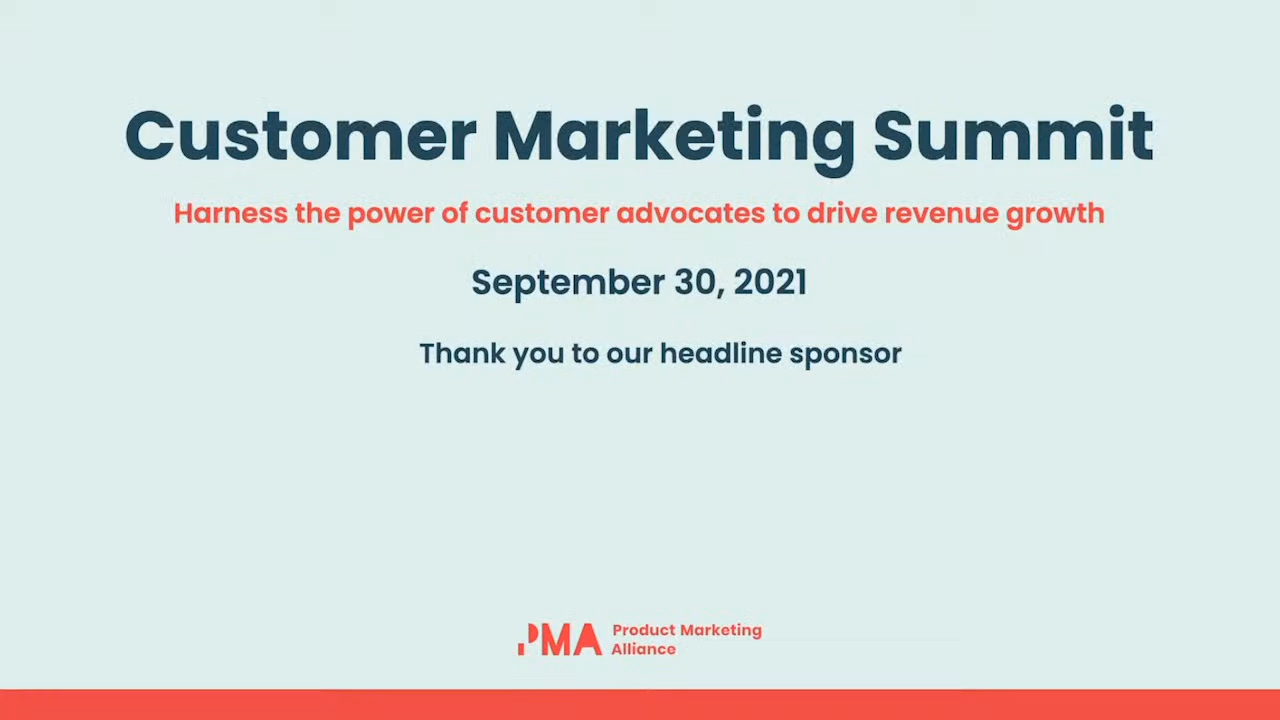 Customer Marketing Summit
Harness the power of customer advocates to drive revenue growth
September 30, 2021
Thank you to our headline sponsor
PMA Product Marketing
Alliance